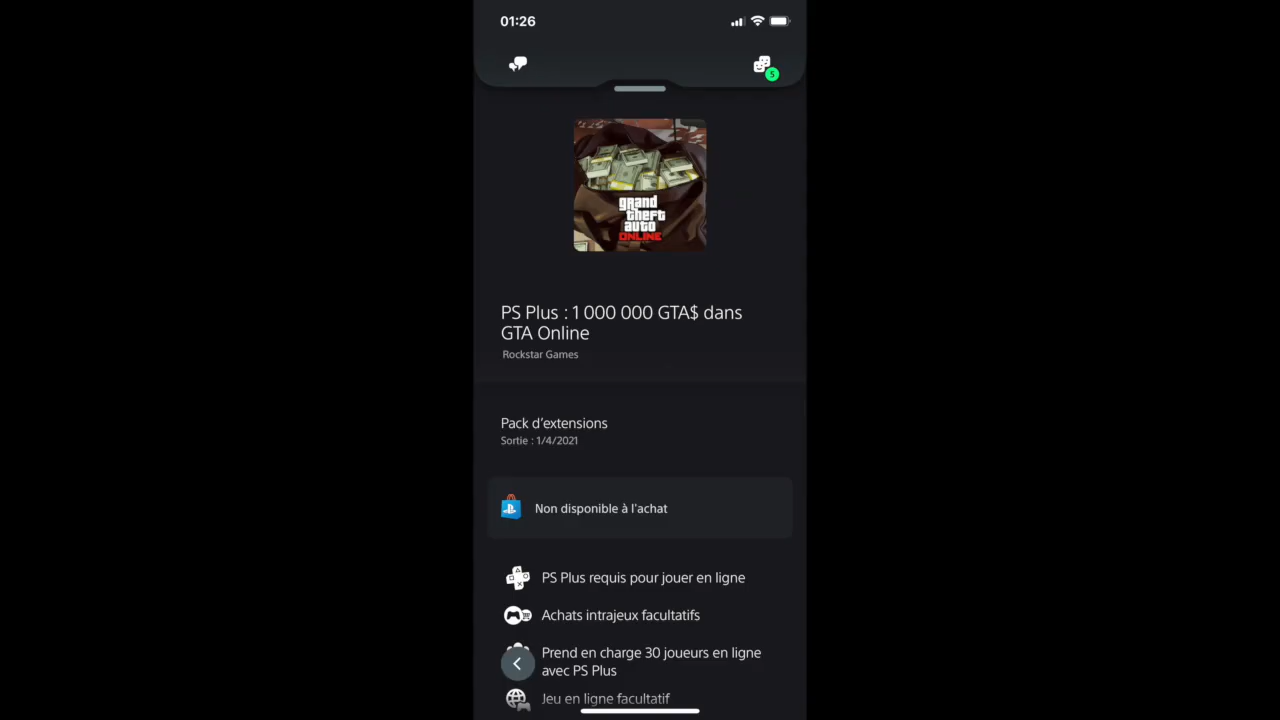 01:26
5
grand
theft
auto
ONLINE
PS Plus : 1 000 000 GTA$ dans
GTA Online
Rockstar Games
Pack d'extensions
Sortie : 1/4/2021
Non disponible à l'achat
PS Plus requis pour jouer en ligne
Achats intrajeux facultatifs
Prend en charge 30 joueurs en ligne
avec PS Plus
Jeu en ligne facultatif